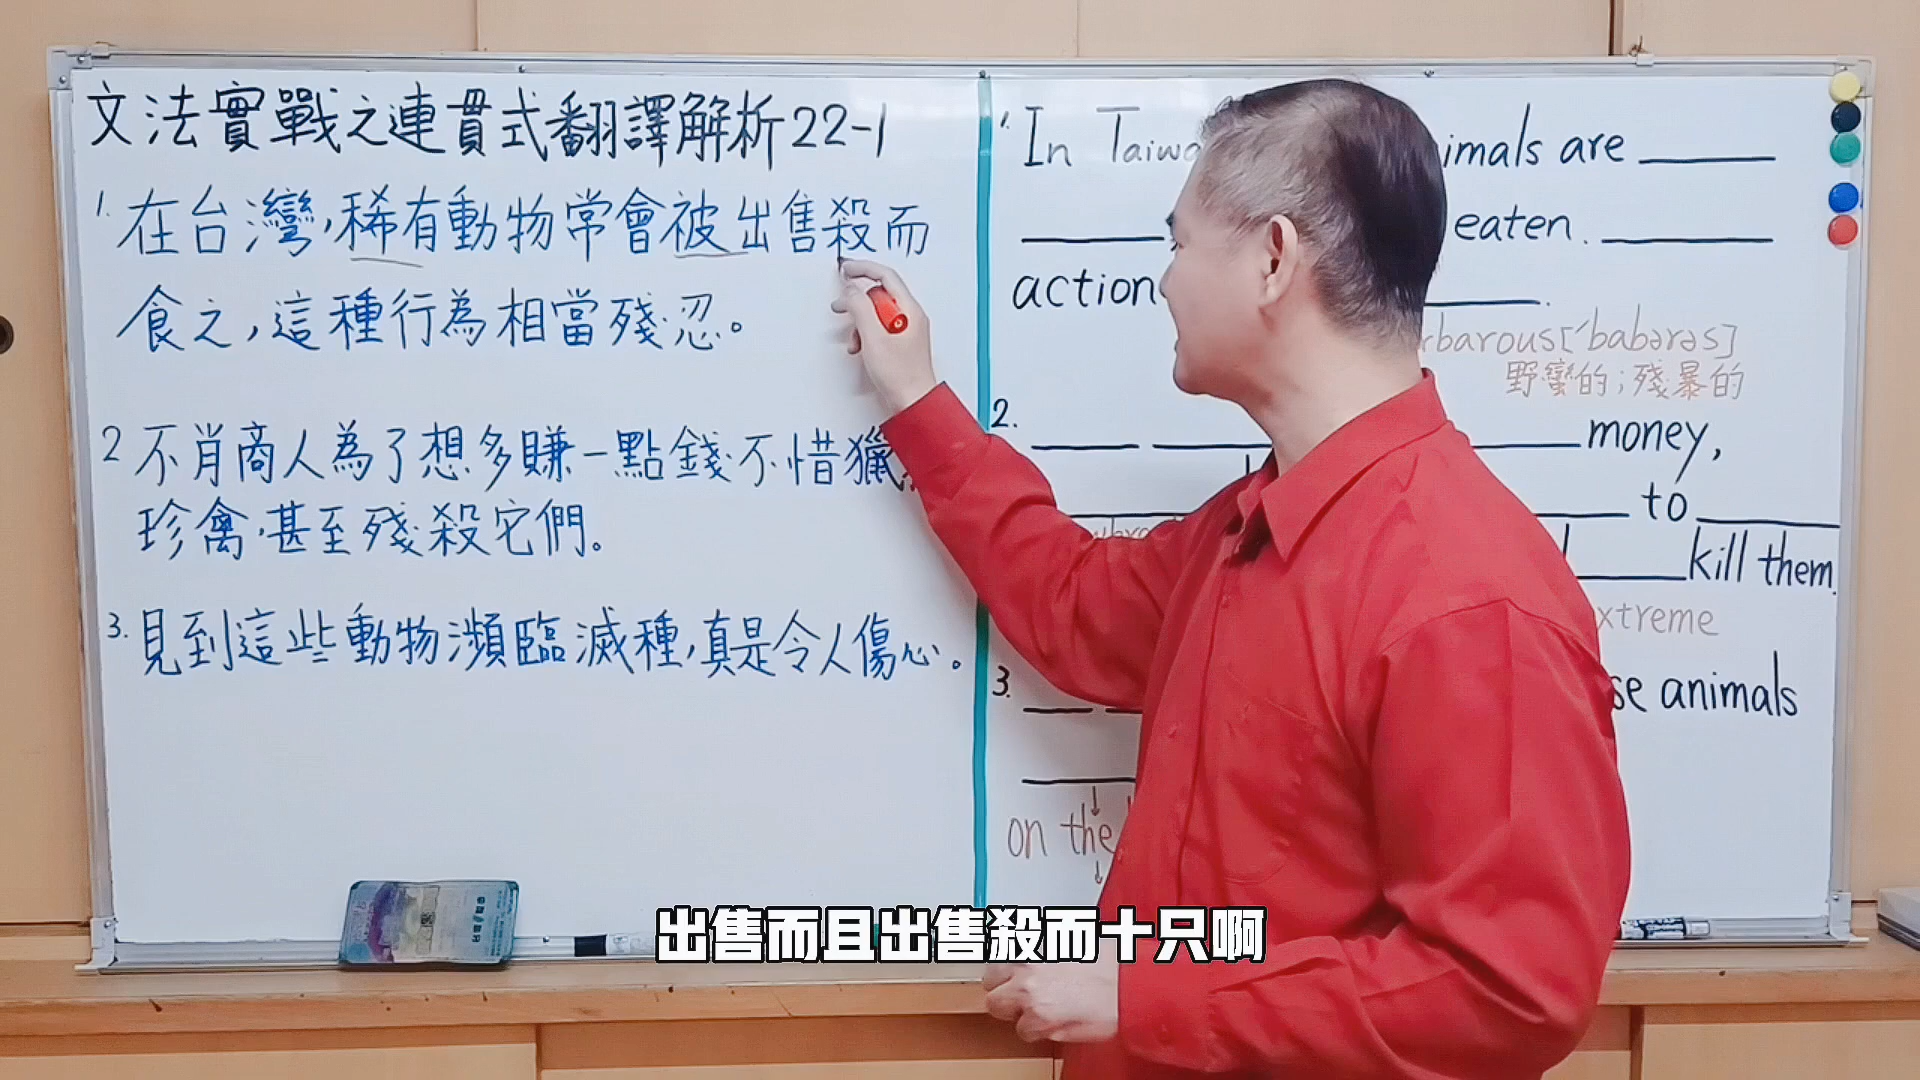 文法實戰之連貫式翻譯解析22-1
1. 在台灣,稀有動物常會被出售殺而
食之,這種行為相當殘忍。
2 不肖商人為了想多賺一點錢不惜獵
珍禽,甚至殘殺它們。
3. 見到這些動物瀕臨滅種,真是令人傷心。
1. In imals are
eaten.
action
rbarous['babərəs]
野蠻的;殘暴的
2. money,
to
kill them.
xtreme
3. se animals
on the
出售而且出售殺而十只啊